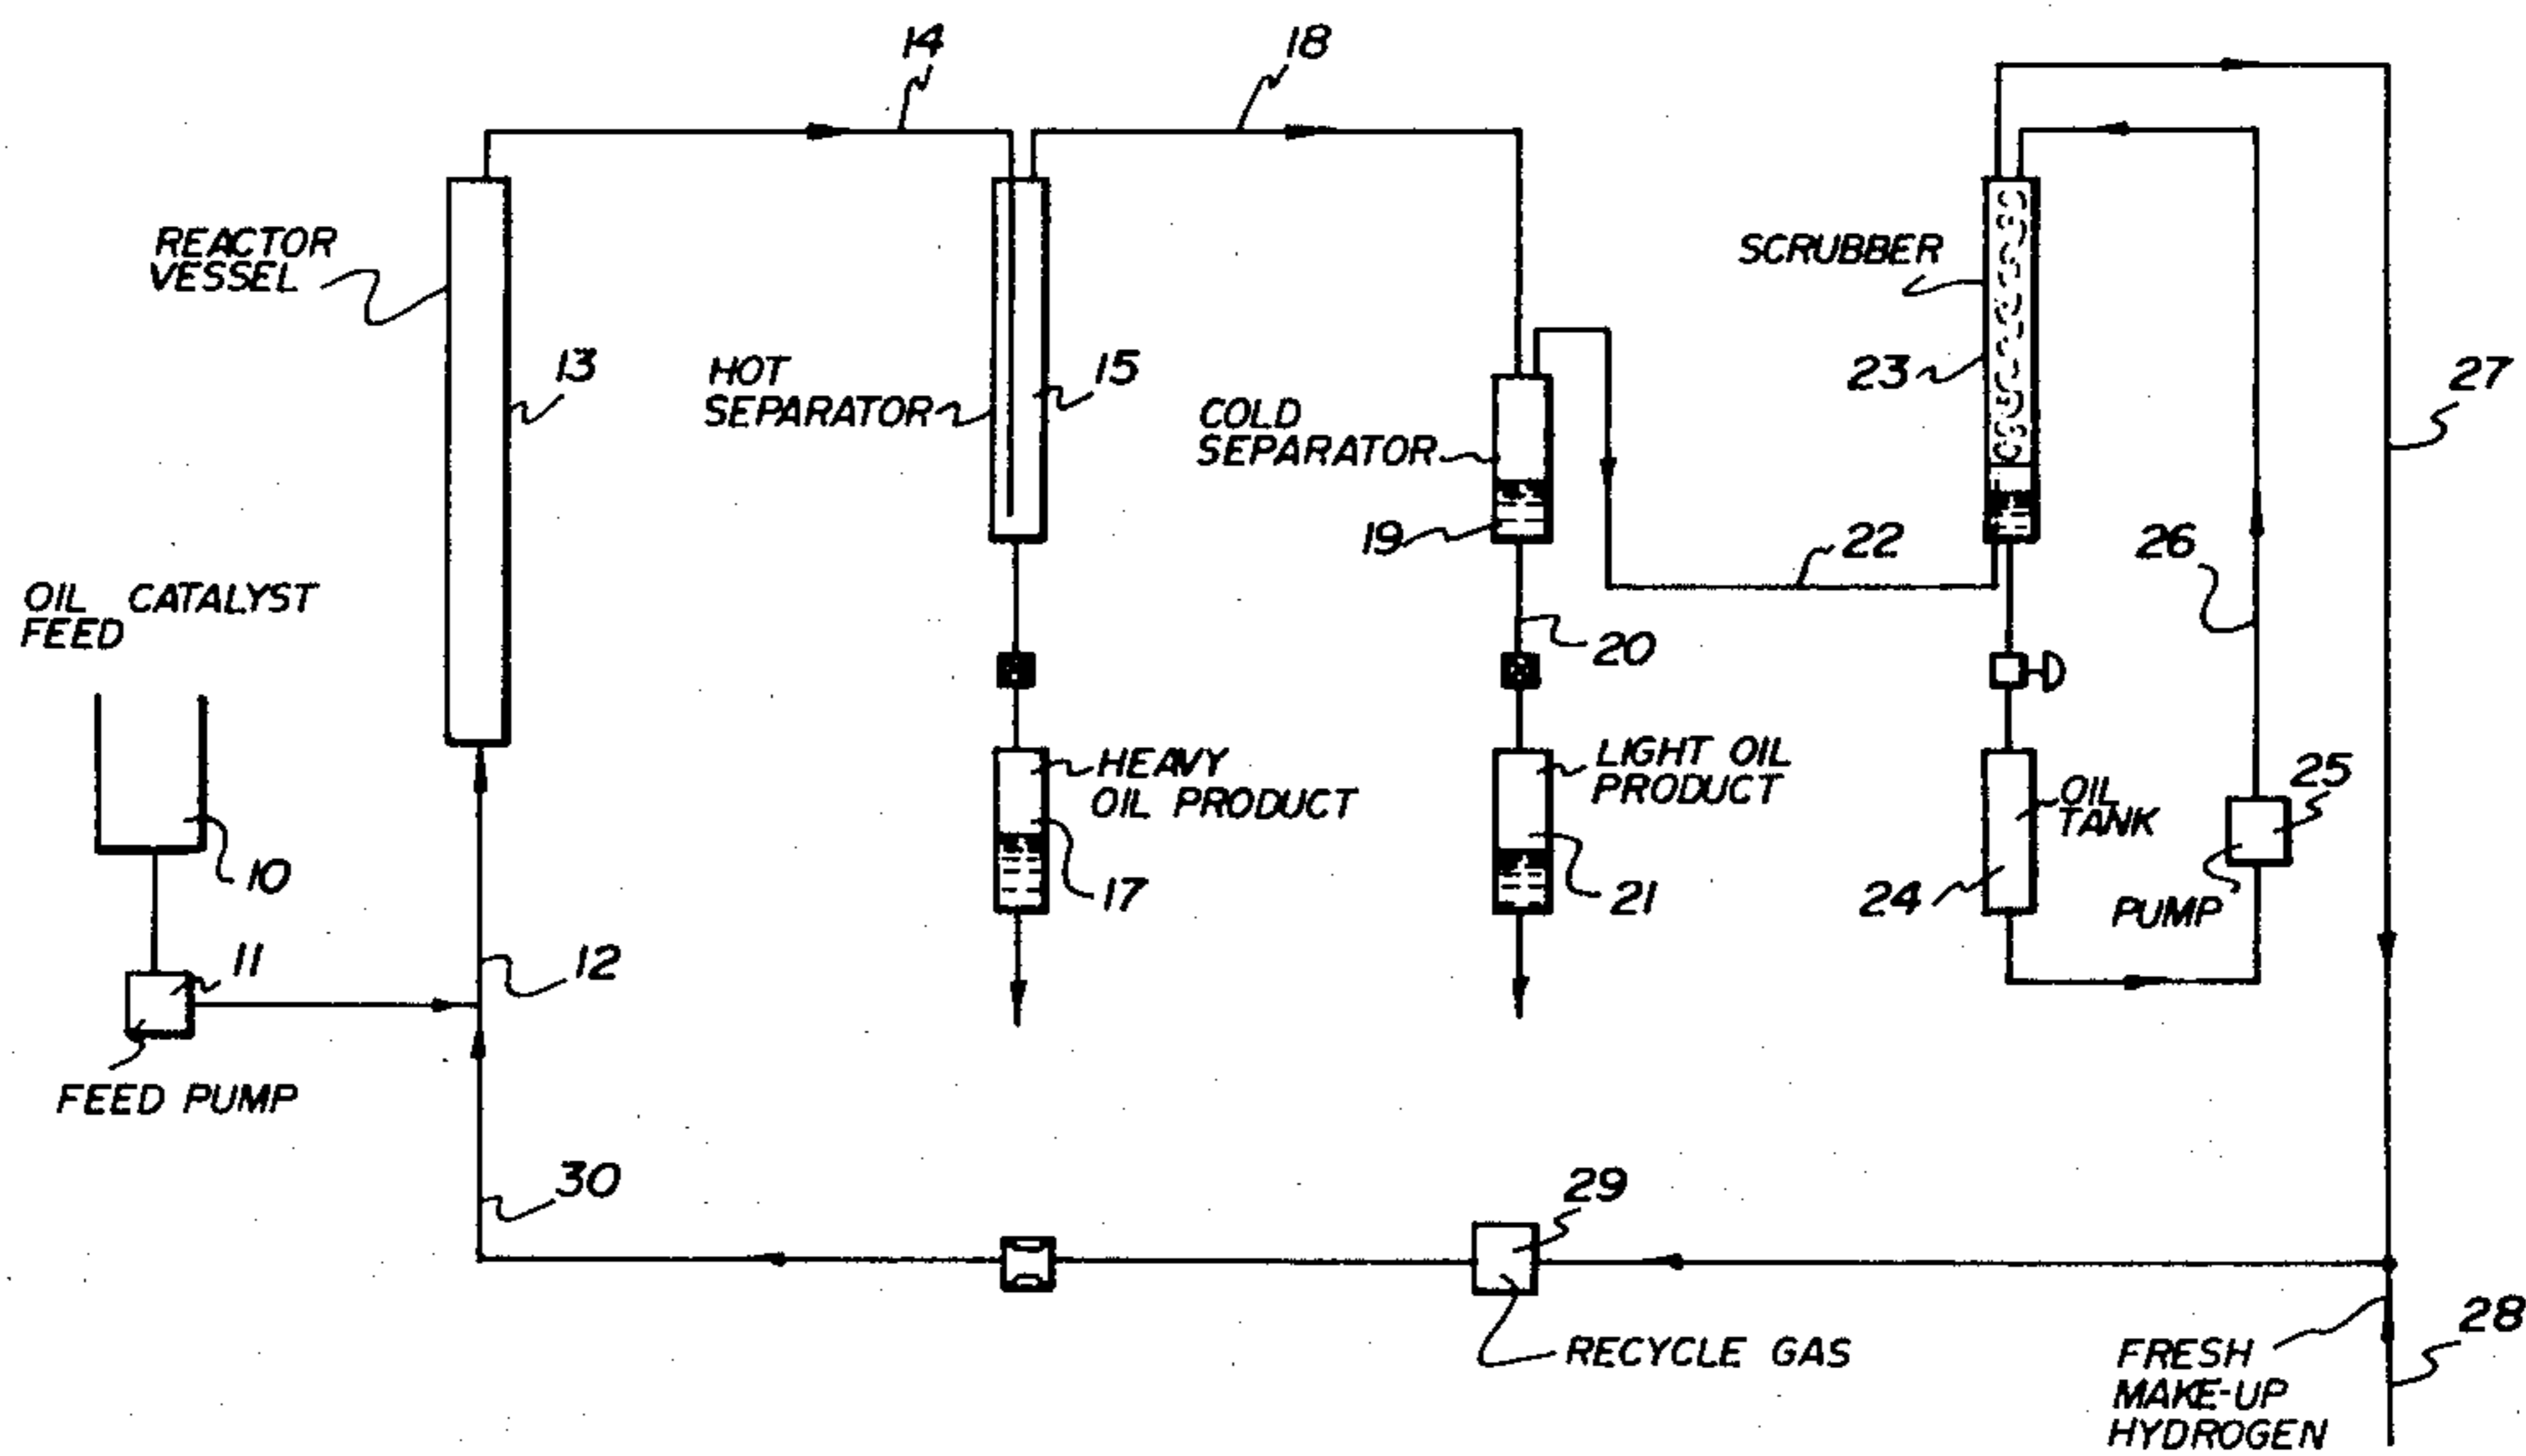 14
18
REACTOR
VESSEL
13
HOT
SEPARATOR
15
COLD
SEPARATOR
19
SCRUBBER
23
27
22
26
20
OIL CATALYST
FEED
10
11
FEED PUMP
12
HEAVY
OIL PRODUCT
17
LIGHT OIL
PRODUCT
21
OIL
TANK
24
25
PUMP
30
29
RECYCLE GAS
28
FRESH
MAKE-UP
HYDROGEN